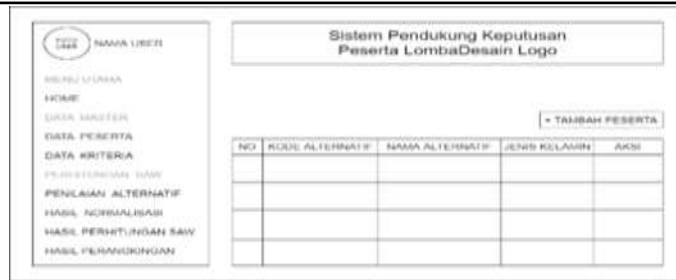 FOTO USER
NAMA USER
MENU UTAMA
HOME
DATA MASTER
DATA PESERTA
DATA KRITERIA
PERHITUNGAN SAW
PENILAIAN ALTERNATIF
HASIL NORMALISASI
HASIL PERHITUNGAN SAW
HASIL PERANGKINGAN
Sistem Pendukung Keputusan
Peserta LombaDesain Logo
+ TAMBAH PESERTA
NO KODE ALTERNATIF NAMA ALTERNATIF JENIS KELAMIN AKSI